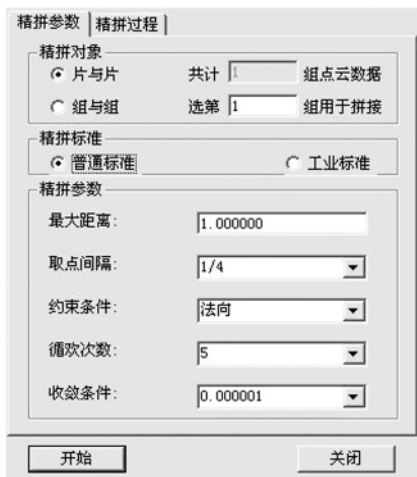 精拼参数 精拼过程
精拼对象
片与片 共计 1 组点云数据
组与组 选第 1 组用于拼接
精拼标准
普通标准 工业标准
精拼参数
最大距离: 1.000000
取点间隔: 1/4
约束条件: 法向
循欢次数: 5
收敛条件: 0.000001
开始 关闭